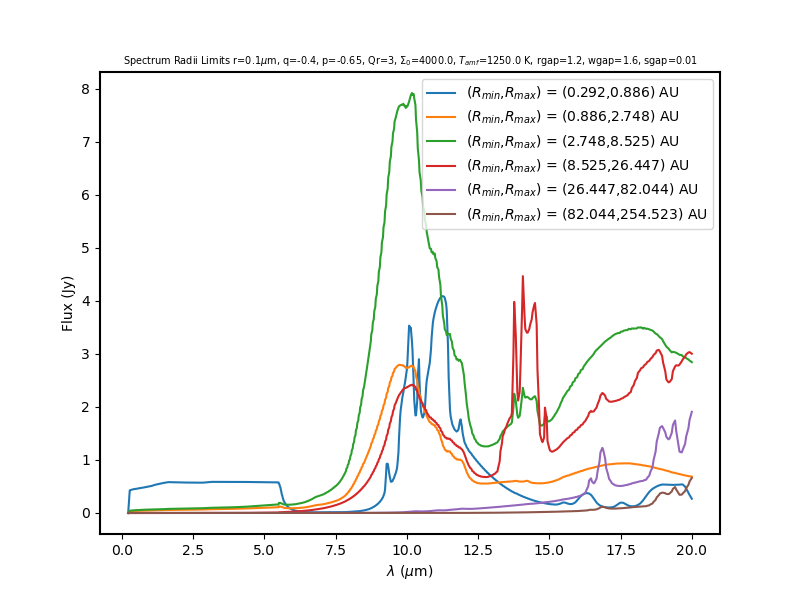 Spectrum Radii Limits r=0.1μm, q=-0.4, p=-0.65, Qr=3, Σ₀=4000.0, T_amf=1250.0 K, rgap=1.2, wgap=1.6, sgap=0.01
(R_min,R_max) = (0.292,0.886) AU
(R_min,R_max) = (0.886,2.748) AU
(R_min,R_max) = (2.748,8.525) AU
(R_min,R_max) = (8.525,26.447) AU
(R_min,R_max) = (26.447,82.044) AU
(R_min,R_max) = (82.044,254.523) AU
Flux (Jy)
8
7
6
5
4
3
2
1
0
0.0 2.5 5.0 7.5 10.0 12.5 15.0 17.5 20.0
λ (μm)